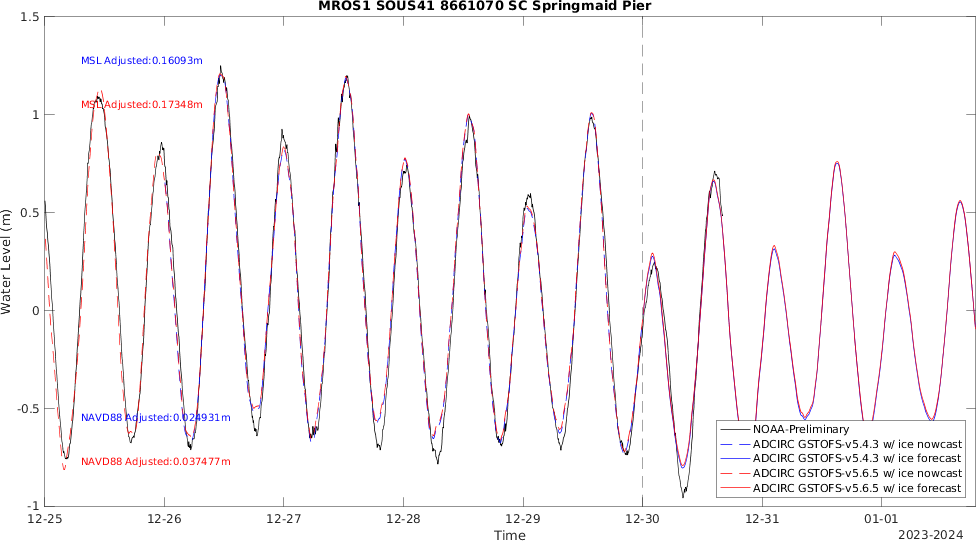 MROS1 SOUS41 8661070 SC Springmaid Pier
1.5
1
0.5
0
-0.5
-1
Water Level (m)
MSL Adjusted:0.16093m
MSL Adjusted:0.17348m
NAVD88 Adjusted:0.024931m
NAVD88 Adjusted:0.037477m
NOAA-Preliminary
ADCIRC GSTOFS-v5.4.3 w/ ice nowcast
ADCIRC GSTOFS-v5.4.3 w/ ice forecast
ADCIRC GSTOFS-v5.6.5 w/ ice nowcast
ADCIRC GSTOFS-v5.6.5 w/ ice forecast
12-25 12-26 12-27 12-28 12-29 12-30 12-31 01-01
Time
2023-2024